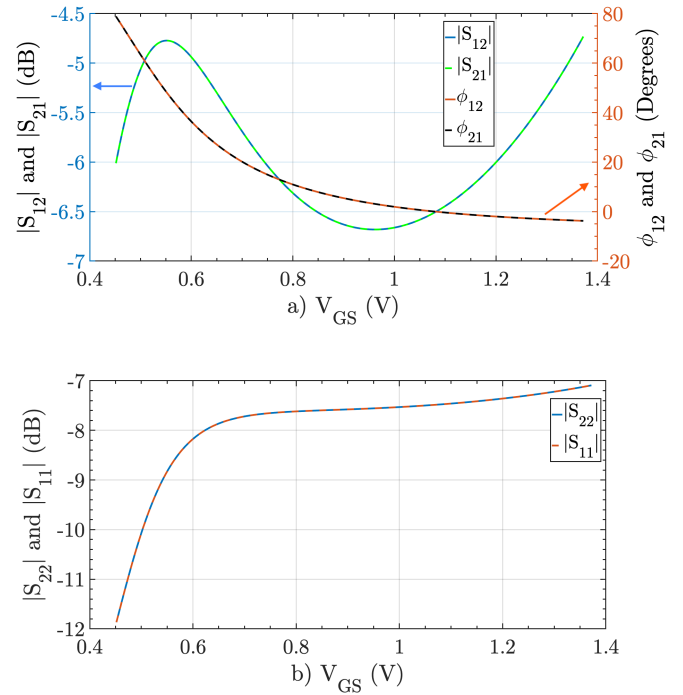 -4.5
-5
-5.5
-6
-6.5
-7
|S12| and |S21| (dB)
80
60
40
20
0
-20
ϕ12 and ϕ21 (Degrees)
|S12|
|S21|
ϕ12
ϕ21
0.4 0.6 0.8 1 1.2 1.4
a) VGS (V)
-7
-8
-9
-10
-11
-12
|S22| and |S11| (dB)
|S22|
|S11|
0.4 0.6 0.8 1 1.2 1.4
b) VGS (V)